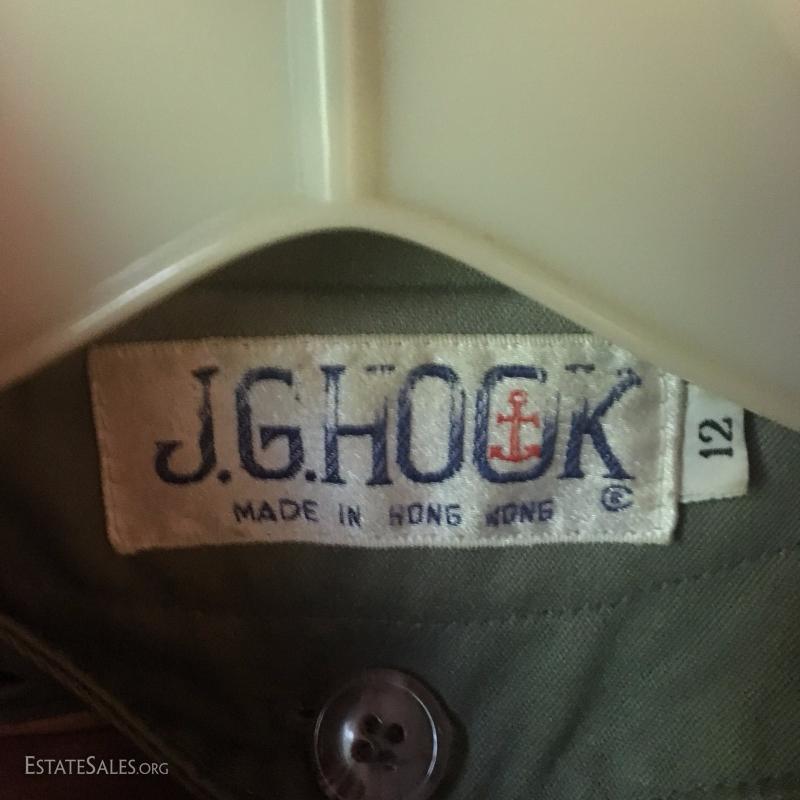 J.G.HOOK
®
MADE IN HONG KONG
12
ESTATESALES.ORG